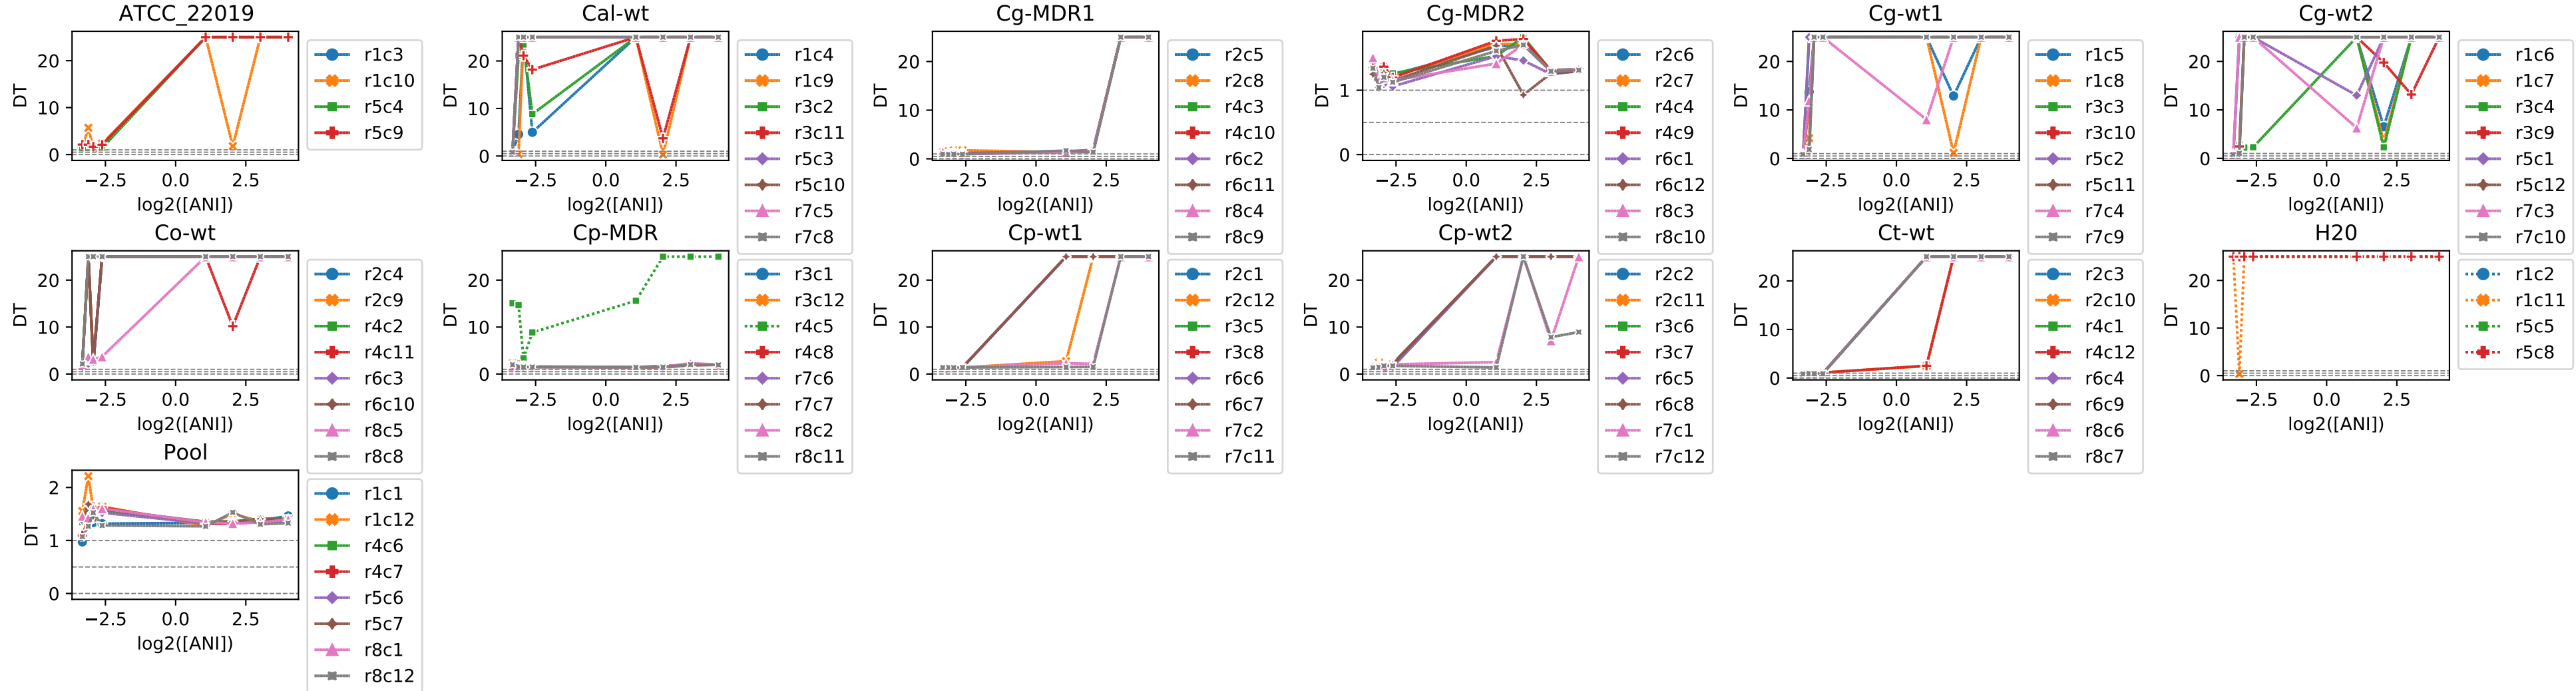 ATCC_22019
20
10
0
DT
−2.5 0.0 2.5
log2([ANI])
r1c3
r1c10
r5c4
r5c9
Cal-wt
20
10
0
DT
−2.5 0.0 2.5
log2([ANI])
r1c4
r1c9
r3c2
r3c11
r5c3
r5c10
r7c5
r7c8
Cg-MDR1
20
10
0
DT
−2.5 0.0 2.5
log2([ANI])
r2c5
r2c8
r4c3
r4c10
r6c2
r6c11
r8c4
r8c9
Cg-MDR2
1
0
DT
−2.5 0.0 2.5
log2([ANI])
r2c6
r2c7
r4c4
r4c9
r6c1
r6c12
r8c3
r8c10
Cg-wt1
20
10
0
DT
−2.5 0.0 2.5
log2([ANI])
r1c5
r1c8
r3c3
r3c10
r5c2
r5c11
r7c4
r7c9
Cg-wt2
20
10
0
DT
−2.5 0.0 2.5
log2([ANI])
r1c6
r1c7
r3c4
r3c9
r5c1
r5c12
r7c3
r7c10
Co-wt
20
10
0
DT
−2.5 0.0 2.5
log2([ANI])
r2c4
r2c9
r4c2
r4c11
r6c3
r6c10
r8c5
r8c8
Cp-MDR
20
10
0
DT
−2.5 0.0 2.5
log2([ANI])
r3c1
r3c12
r4c5
r4c8
r7c6
r7c7
r8c2
r8c11
Cp-wt1
20
10
0
DT
−2.5 0.0 2.5
log2([ANI])
r2c1
r2c12
r3c5
r3c8
r6c6
r6c7
r7c2
r7c11
Cp-wt2
20
10
0
DT
−2.5 0.0 2.5
log2([ANI])
r2c2
r2c11
r3c6
r3c7
r6c5
r6c8
r7c1
r7c12
Ct-wt
20
10
0
DT
−2.5 0.0 2.5
log2([ANI])
r2c3
r2c10
r4c1
r4c12
r6c4
r6c9
r8c6
r8c7
H20
20
10
0
DT
−2.5 0.0 2.5
log2([ANI])
r1c2
r1c11
r5c5
r5c8
Pool
2
1
0
DT
−2.5 0.0 2.5
log2([ANI])
r1c1
r1c12
r4c6
r4c7
r5c6
r5c7
r8c1
r8c12